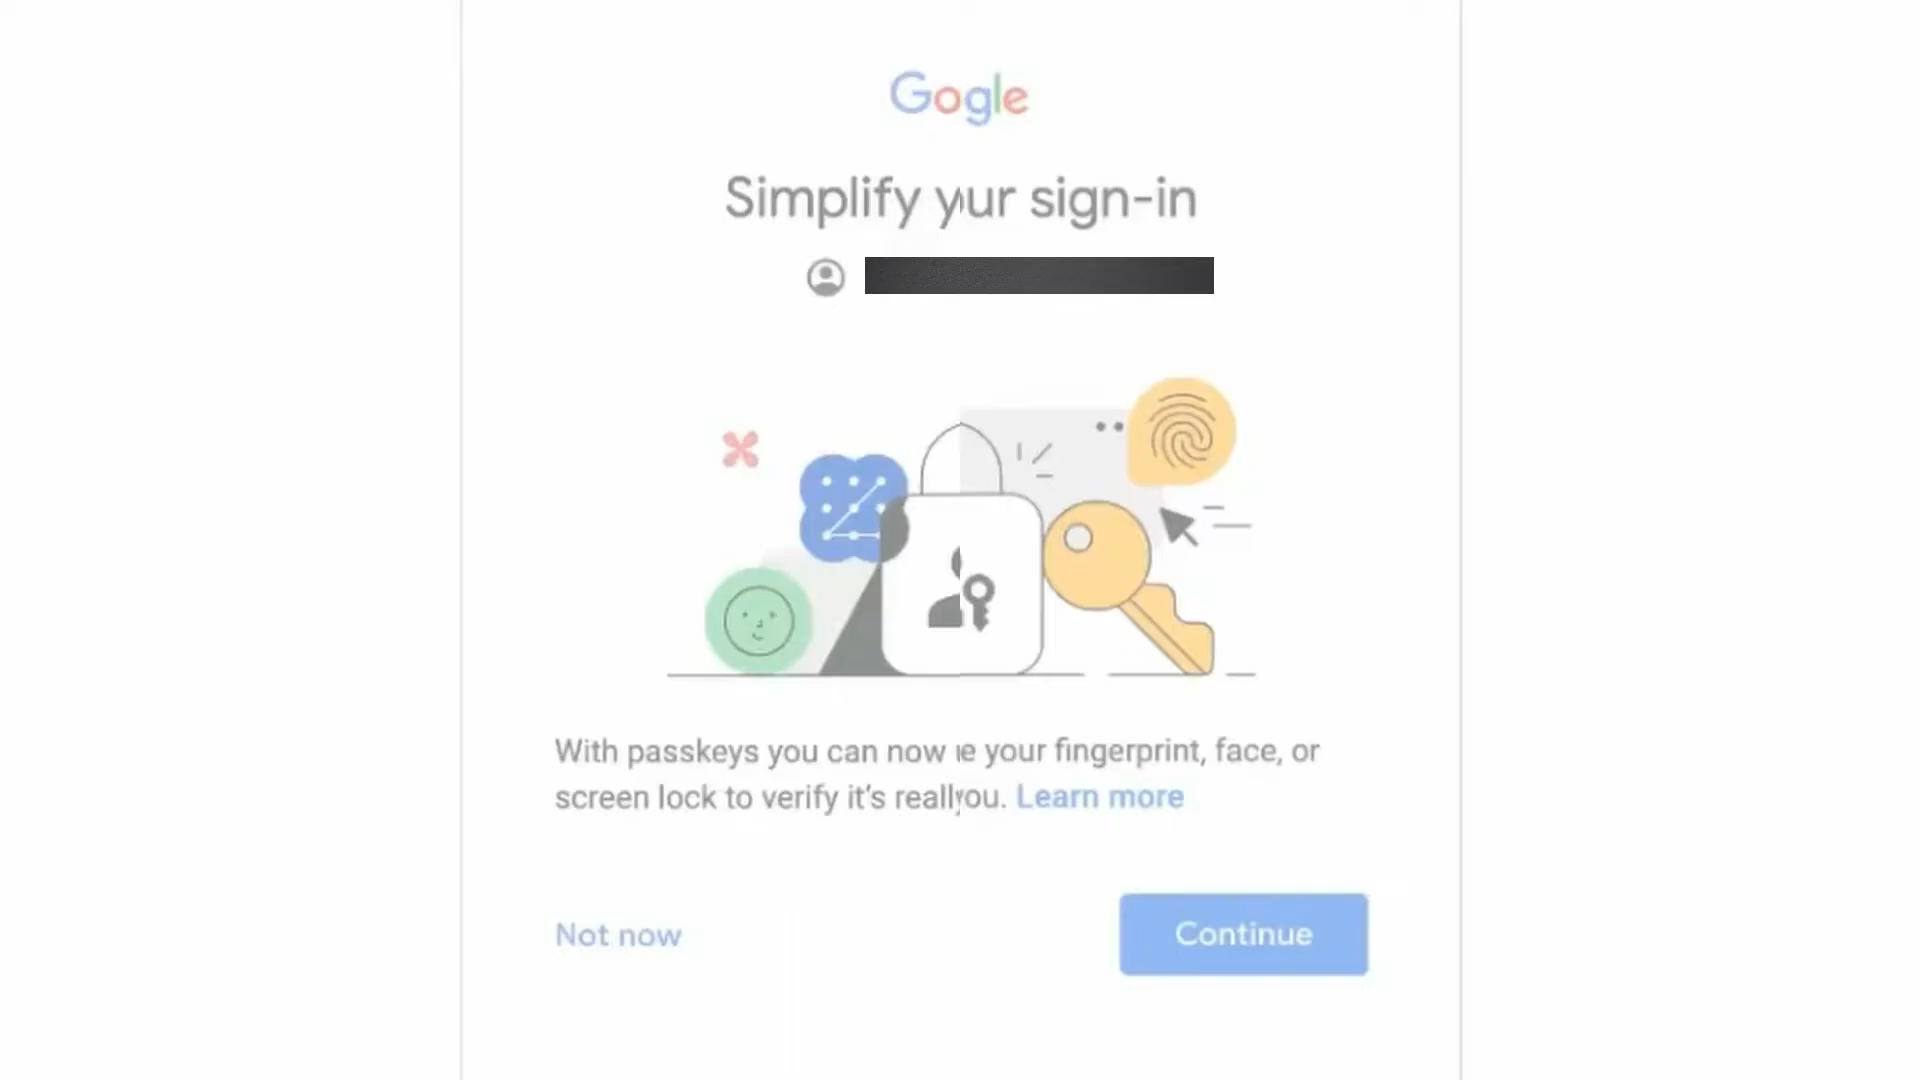 Gogle
Simplify yur sign-in
With passkeys you can now e your fingerprint, face, or
screen lock to verify it's reallyou. Learn more
Not now
Continue